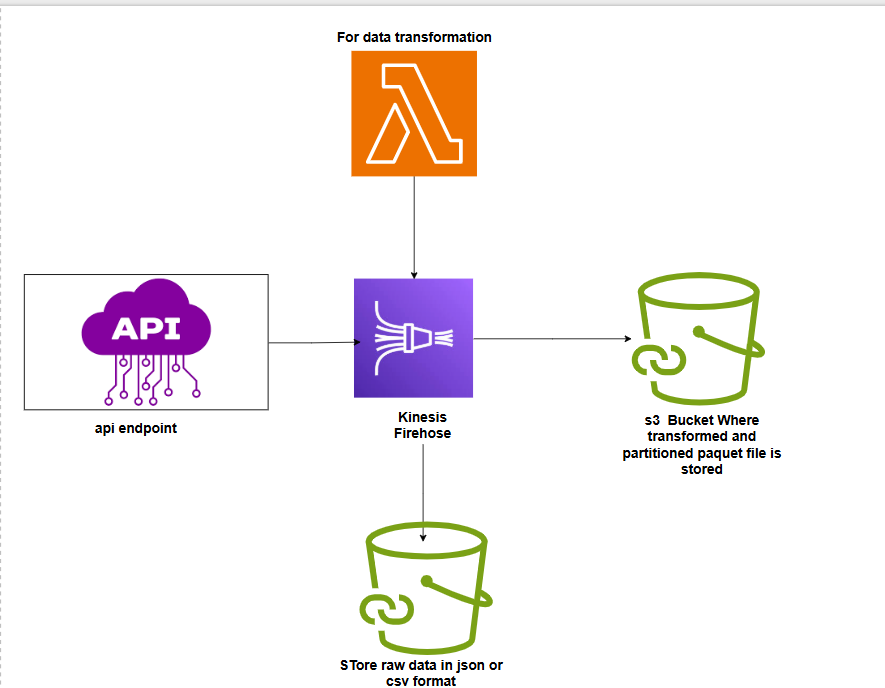 For data transformation
API
api endpoint
Kinesis
Firehose
s3 Bucket Where
transformed and
partitioned paquet file is
stored
STore raw data in json or
csv format